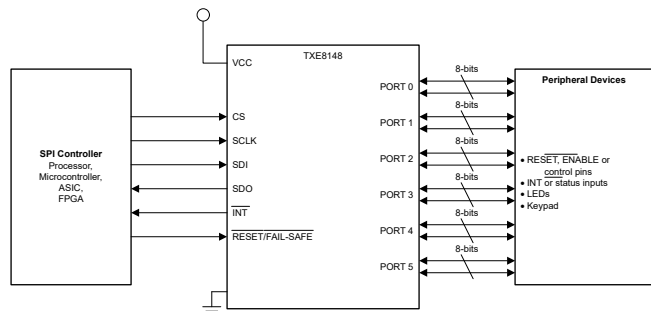 TXE8148
VCC
CS
SCLK
SDI
SDO
INT
RESET/FAIL-SAFE
SPI Controller
Processor,
Microcontroller,
ASIC,
FPGA
PORT 0
PORT 1
PORT 2
PORT 3
PORT 4
PORT 5
8-bits
8-bits
8-bits
8-bits
8-bits
8-bits
Peripheral Devices
• RESET, ENABLE or
control pins
• INT or status inputs
• LEDs
• Keypad